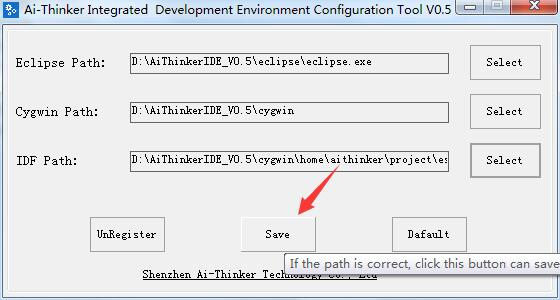 Ai-Thinker Integrated Development Environment Configuration Tool V0.5
Eclipse Path: D:\AiThinkerIDE_V0.5\eclipse\eclipse.exe Select
Cygwin Path: D:\AiThinkerIDE_V0.5\cygwin Select
IDF Path: D:\AiThinkerIDE_V0.5\cygwin\home\aithinker\project\es Select
UnRegister Save Dafault
If the path is correct, click this button can save
Shenzhen Ai-Thinker Technology Co., Ltd